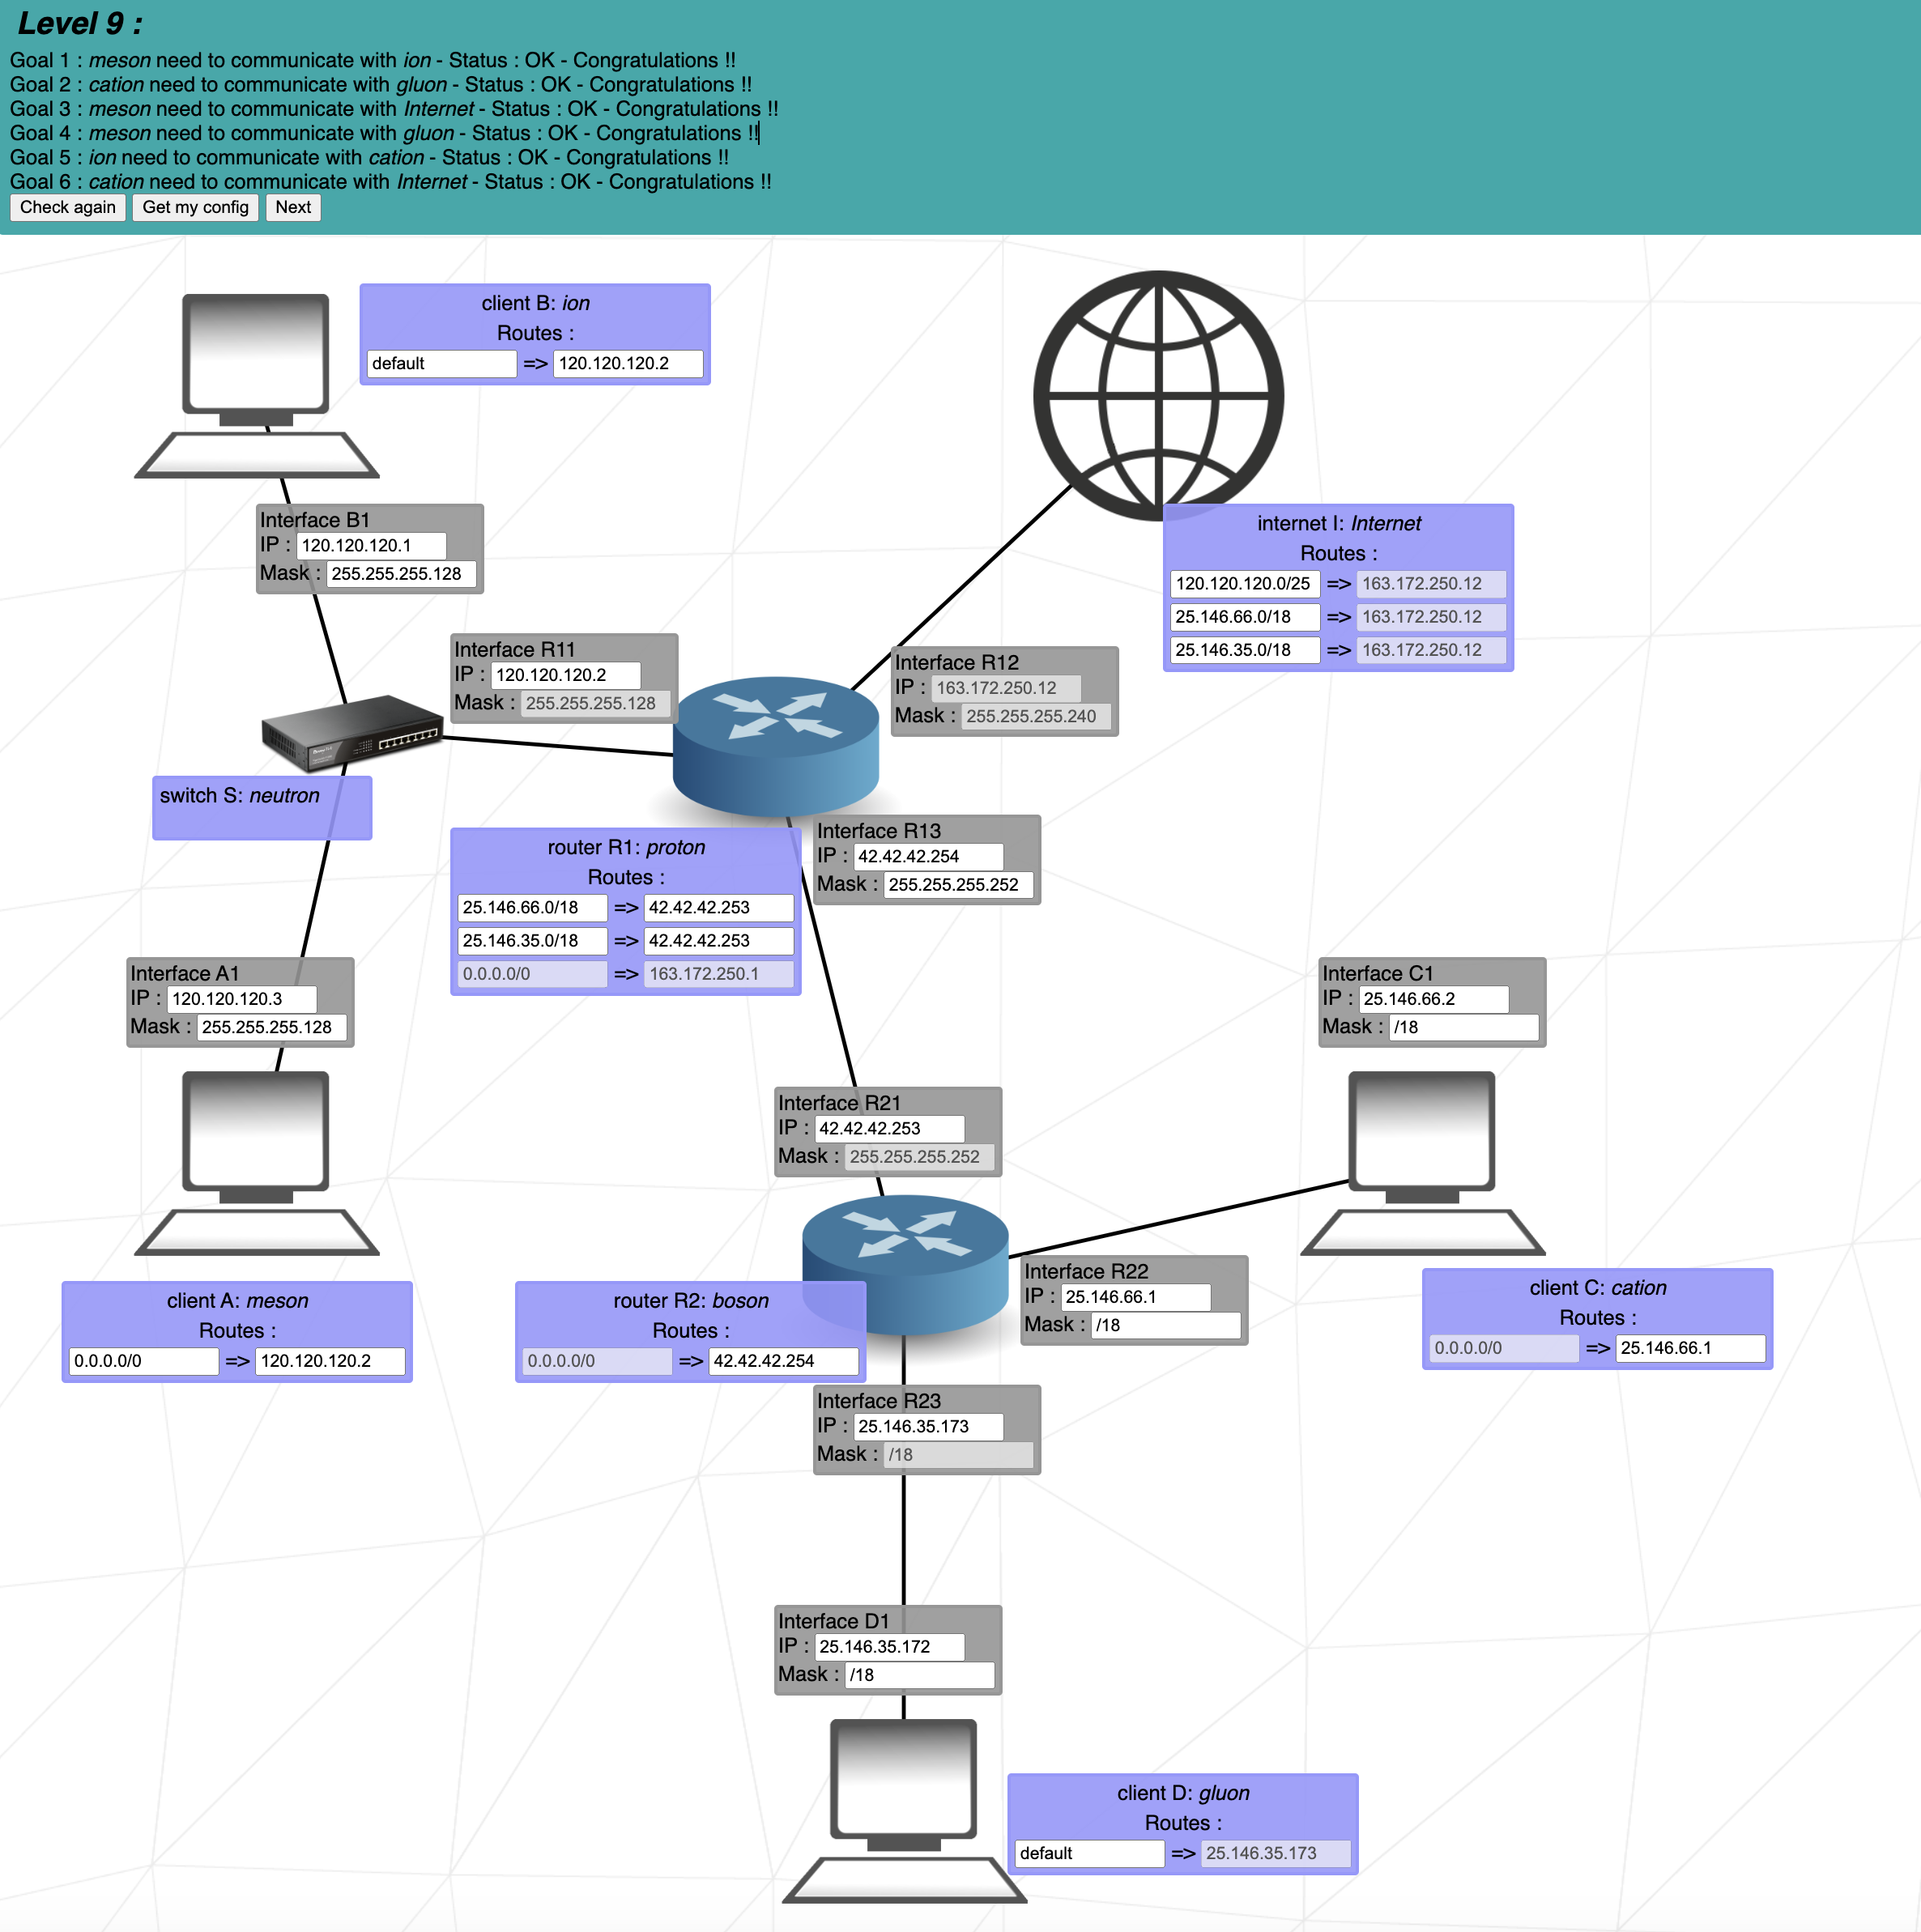 Level 9 :
Goal 1 : meson need to communicate with ion - Status : OK - Congratulations !!
Goal 2 : cation need to communicate with gluon - Status : OK - Congratulations !!
Goal 3 : meson need to communicate with Internet - Status : OK - Congratulations !!
Goal 4 : meson need to communicate with gluon - Status : OK - Congratulations !!
Goal 5 : ion need to communicate with cation - Status : OK - Congratulations !!
Goal 6 : cation need to communicate with Internet - Status : OK - Congratulations !!
Check again Get my config Next
client B: ion
Routes :
default => 120.120.120.2
Interface B1
IP : 120.120.120.1
Mask : 255.255.255.128
internet I: Internet
Routes :
120.120.120.0/25 => 163.172.250.12
25.146.66.0/18 => 163.172.250.12
25.146.35.0/18 => 163.172.250.12
Interface R11
IP : 120.120.120.2
Mask : 255.255.255.128
Interface R12
IP : 163.172.250.12
Mask : 255.255.255.240
switch S: neutron
router R1: proton
Routes :
25.146.66.0/18 => 42.42.42.253
25.146.35.0/18 => 42.42.42.253
0.0.0.0/0 => 163.172.250.1
Interface R13
IP : 42.42.42.254
Mask : 255.255.255.252
Interface A1
IP : 120.120.120.3
Mask : 255.255.255.128
Interface C1
IP : 25.146.66.2
Mask : /18
Interface R21
IP : 42.42.42.253
Mask : 255.255.255.252
client A: meson
Routes :
0.0.0.0/0 => 120.120.120.2
router R2: boson
Routes :
0.0.0.0/0 => 42.42.42.254
Interface R22
IP : 25.146.66.1
Mask : /18
client C: cation
Routes :
0.0.0.0/0 => 25.146.66.1
Interface R23
IP : 25.146.35.173
Mask : /18
Interface D1
IP : 25.146.35.172
Mask : /18
client D: gluon
Routes :
default => 25.146.35.173